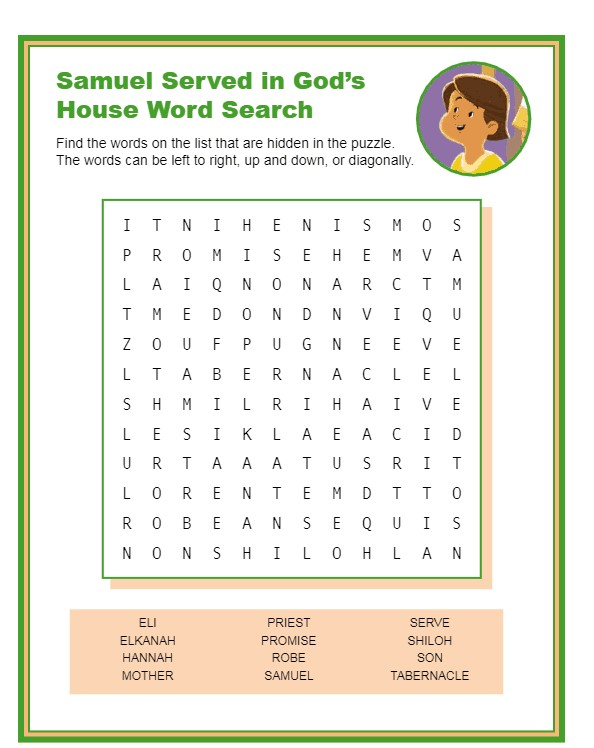 Samuel Served in God’s
House Word Search
Find the words on the list that are hidden in the puzzle.
The words can be left to right, up and down, or diagonally.
I T N I H E N I S M O S
P R O M I S E H E M V A
L A I Q N O N A R C T M
T M E D O N D N V I Q U
Z O U F P U G N E E V E
L T A B E R N A C L E L
S H M I L R I H A I V E
L E S I K L A E A C I D
U R T A A A T U S R I T
L O R E N T E M D T T O
R O B E A N S E Q U I S
N O N S H I L O H L A N
ELI PRIEST SERVE
ELKANAH PROMISE SHILOH
HANNAH ROBE SON
MOTHER SAMUEL TABERNACLE